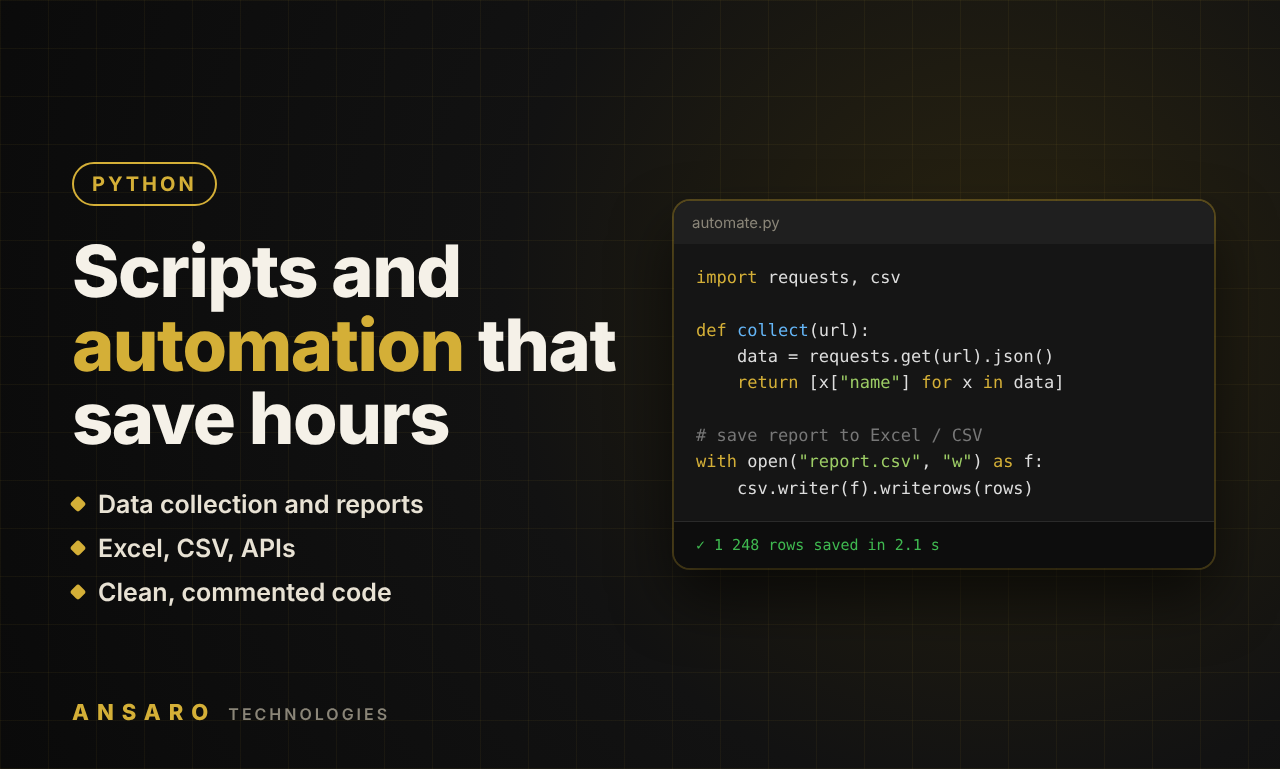 PYTHON
Scripts and
automation that
save hours
Data collection and reports
Excel, CSV, APIs
Clean, commented code
ANSARO TECHNOLOGIES
automate.py
import requests, csv
def collect(url):
    data = requests.get(url).json()
    return [x["name"] for x in data]
# save report to Excel / CSV
with open("report.csv", "w") as f:
    csv.writer(f).writerows(rows)
✓ 1 248 rows saved in 2.1 s